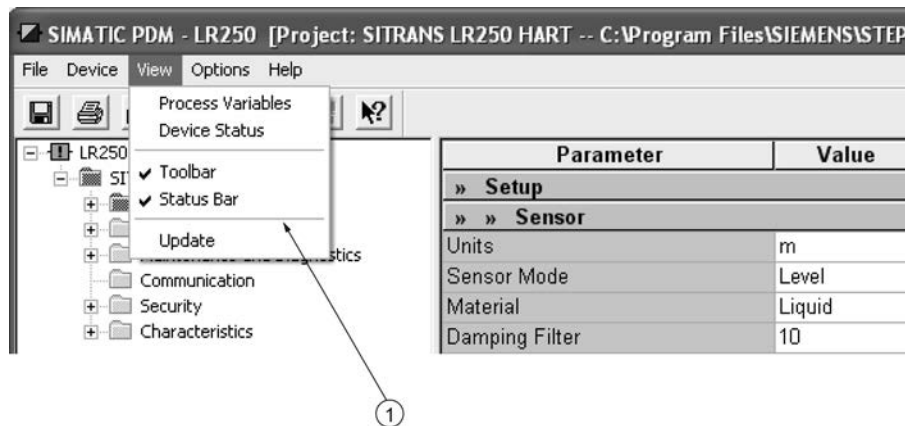 SIMATIC PDM - LR250 [Project: SITRANS LR250 HART -- C:\Program Files\SIEMENS\STEP
File Device View Options Help
Process Variables
Device Status
Toolbar
Status Bar
Update
LR250
SI
Communication
Security
Characteristics
Parameter Value
» Setup
» » Sensor
Units m
Sensor Mode Level
Material Liquid
Damping Filter 10
1